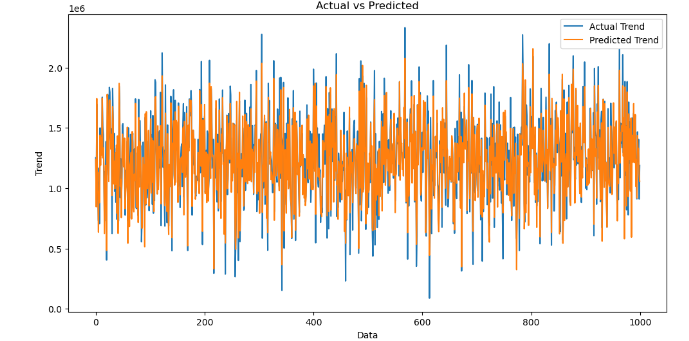 Actual vs Predicted
1e6
Actual Trend
Predicted Trend
2.0
1.5
1.0
0.5
0.0
Trend
0 200 400 600 800 1000
Data